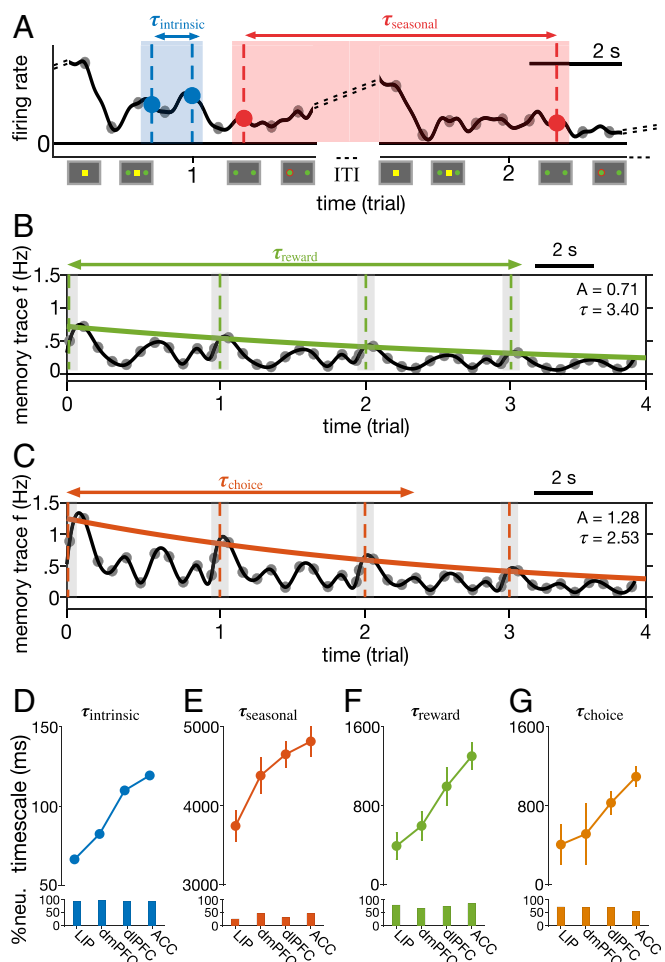 A
τintrinsic
τseasonal
2 s
firing rate
0
1
ITI
2
time (trial)
B
τreward
2 s
memory trace f (Hz)
1.5
1
.5
0
A = 0.71
τ = 3.40
0
1
2
3
4
time (trial)
C
τchoice
2 s
memory trace f (Hz)
1.5
1
.5
0
A = 1.28
τ = 2.53
0
1
2
3
4
time (trial)
D
τintrinsic
timescale (ms)
150
100
50
%neu.
100
50
0
LIP
dmPFC
dlPFC
ACC
E
τseasonal
5000
4000
3000
100
50
0
LIP
dmPFC
dlPFC
ACC
F
τreward
1600
800
0
100
50
0
LIP
dmPFC
dlPFC
ACC
G
τchoice
1600
800
0
100
50
0
LIP
dmPFC
dlPFC
ACC